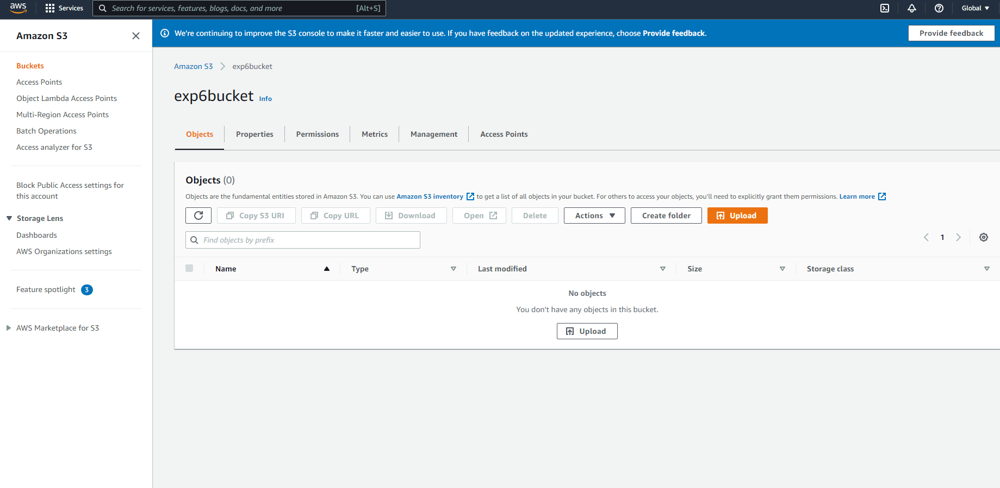 aws
Services
Search for services, features, blogs, docs, and more
[Alt+S]
Global
Amazon S3
We're continuing to improve the S3 console to make it faster and easier to use. If you have feedback on the updated experience, choose Provide feedback.
Provide feedback
Buckets
Access Points
Object Lambda Access Points
Multi-Region Access Points
Batch Operations
Access analyzer for S3
Block Public Access settings for
this account
Storage Lens
Dashboards
AWS Organizations settings
Feature spotlight 3
AWS Marketplace for S3
Amazon S3 exp6bucket
exp6bucket Info
Objects Properties Permissions Metrics Management Access Points
Objects (0)
Objects are the fundamental entities stored in Amazon S3. You can use Amazon S3 inventory to get a list of all objects in your bucket. For others to access your objects, you'll need to explicitly grant them permissions. Learn more
Copy S3 URI Copy URL Download Open Delete Actions Create folder Upload
Find objects by prefix
1
Name Type Last modified Size Storage class
No objects
You don't have any objects in this bucket.
Upload